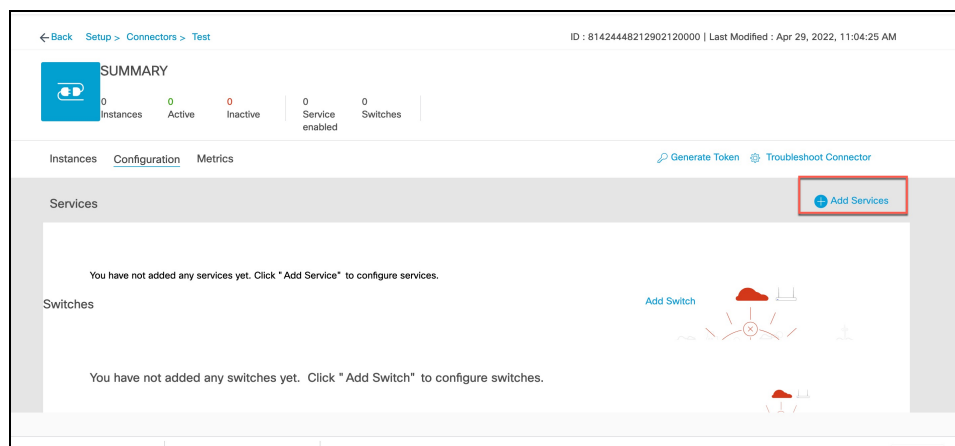 Back Setup > Connectors > Test
ID : 81424448212902120000 | Last Modified : Apr 29, 2022, 11:04:25 AM
SUMMARY
0 0 0 0 0
Instances Active Inactive Service enabled Switches
Instances Configuration Metrics
Generate Token Troubleshoot Connector
Services
Add Services
You have not added any services yet. Click "Add Service" to configure services.
Switches
Add Switch
You have not added any switches yet. Click "Add Switch" to configure switches.